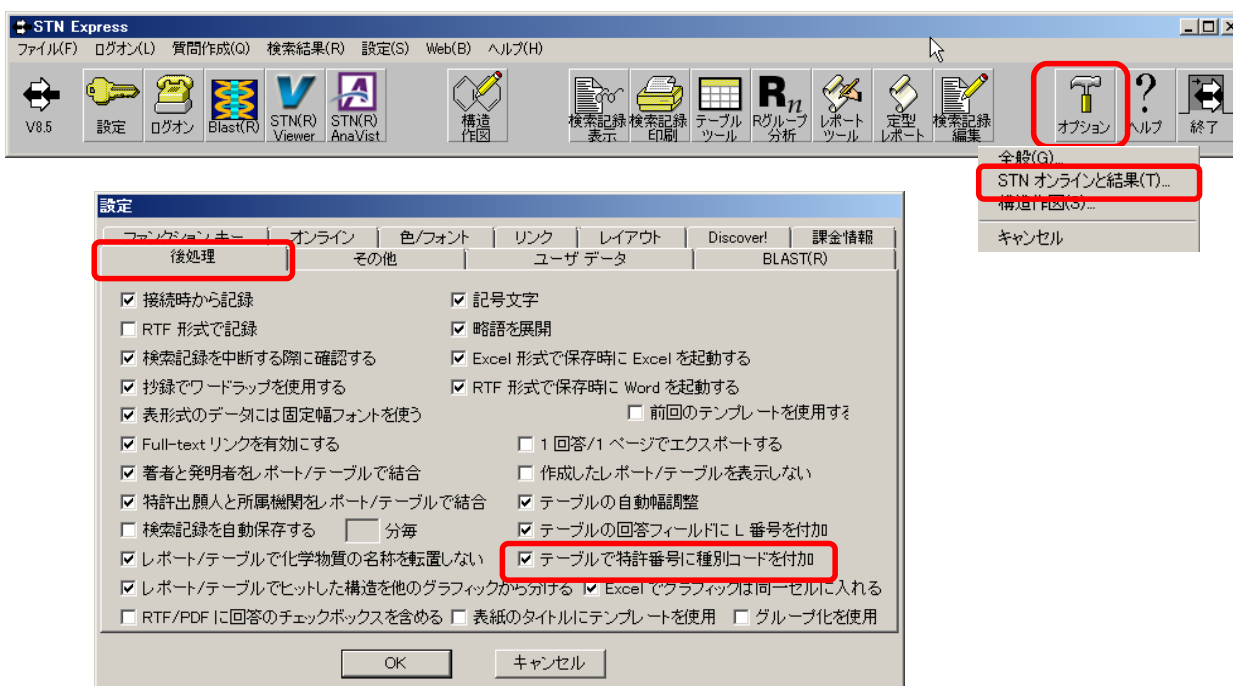 STN Express
ファイル(F) ログオン(L) 質問作成(Q) 検索結果(R) 設定(S) Web(B) ヘルプ(H)
V8.5 設定 ログオン Blast(R) STN(R) Viewer STN(R) AnaVist 構造作図 検索記録表示 検索記録印刷 テーブルツール Rn Rグループ分析 レポートツール 定型レポート 検索記録編集 オプション ヘルプ 終了
全般(G)...
STN オンラインと結果(T)...
構造作図(S)...
キャンセル
設定
ファンクション キー オンライン 色/フォント リンク レイアウト Discover! 課金情報
後処理 その他 ユーザ データ BLAST(R)
接続時から記録 記号文字
RTF 形式で記録 略語を展開
検索記録を中断する際に確認する Excel 形式で保存時に Excel を起動する
抄録でワードラップを使用する RTF 形式で保存時に Word を起動する
表形式のデータには固定幅フォントを使う 前回のテンプレートを使用する
Full-text リンクを有効にする 1 回答/1 ページでエクスポートする
著者と発明者をレポート/テーブルで結合 作成したレポート/テーブルを表示しない
特許出願人と所属機関をレポート/テーブルで結合 テーブルの自動幅調整
検索記録を自動保存する 分毎 テーブルの回答フィールドに L 番号を付加
レポート/テーブルで化学物質の名称を転置しない テーブルで特許番号に種別コードを付加
レポート/テーブルでヒットした構造を他のグラフィックから分ける Excel でグラフィックは同一セルに入れる
RTF/PDF に回答のチェックボックスを含める 表紙のタイトルにテンプレートを使用 グループ化を使用
OK キャンセル